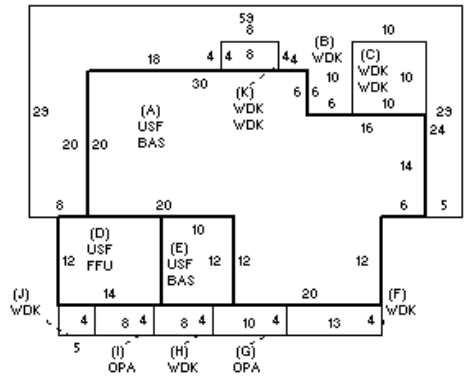 59
8
10
18
4
4
8
4
4
(B)
WDK
(C)
WDK
WDK
10
10
30
(K)
WDK
WDK
6
6
6
10
(A)
USF
BAS
16
29
29
24
20
20
14
8
20
6
5
10
(D)
USF
FFU
(E)
USF
BAS
12
12
12
12
(J)
WDK
14
20
(F)
WDK
4
8
4
8
4
10
4
13
4
5
(I)
OPA
(H)
WDK
(G)
OPA